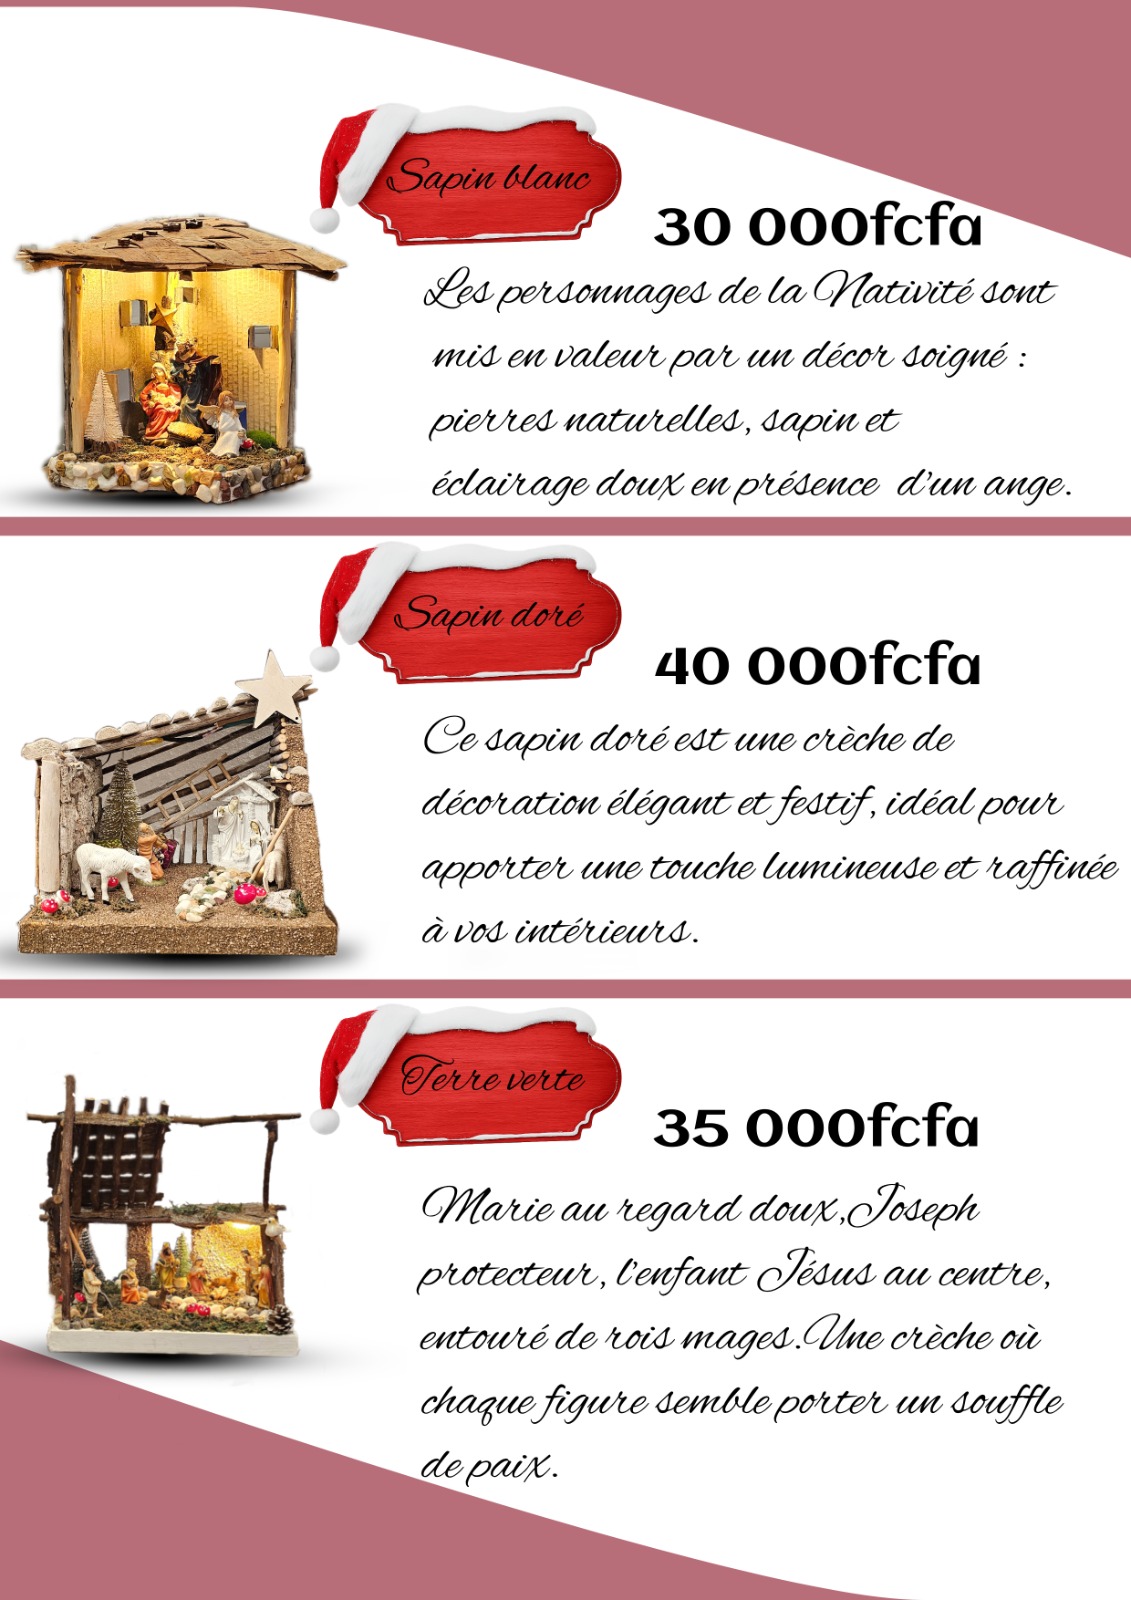 Sapin blanc
30 000fcfa
Les personnages de la Nativité sont
mis en valeur par un décor soigné :
pierres naturelles, sapin et
éclairage doux en présence d'un ange.
Sapin doré
40 000fcfa
Ce sapin doré est une crèche de
décoration élégant et festif, idéal pour
apporter une touche lumineuse et raffinée
à vos intérieurs.
Terre verte
35 000fcfa
Marie au regard doux,Joseph
protecteur, l'enfant Jésus au centre,
entouré de rois mages.Une crèche où
chaque figure semble porter un souffle
de paix.